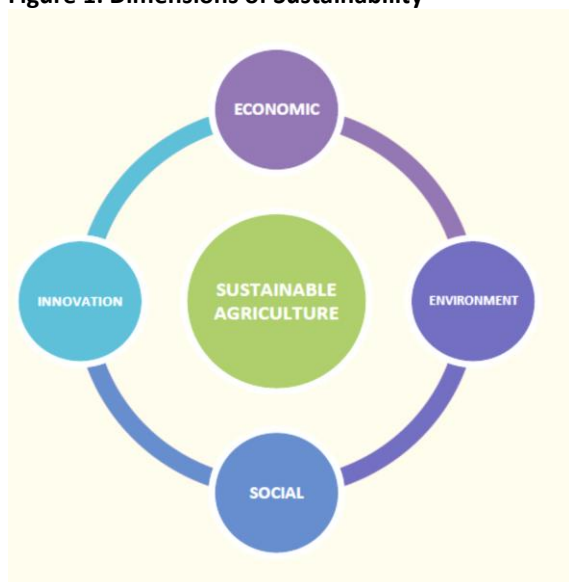 Figure 1: Dimensions of Sustainability
ECONOMIC
INNOVATION
SUSTAINABLE
AGRICULTURE
ENVIRONMENT
SOCIAL